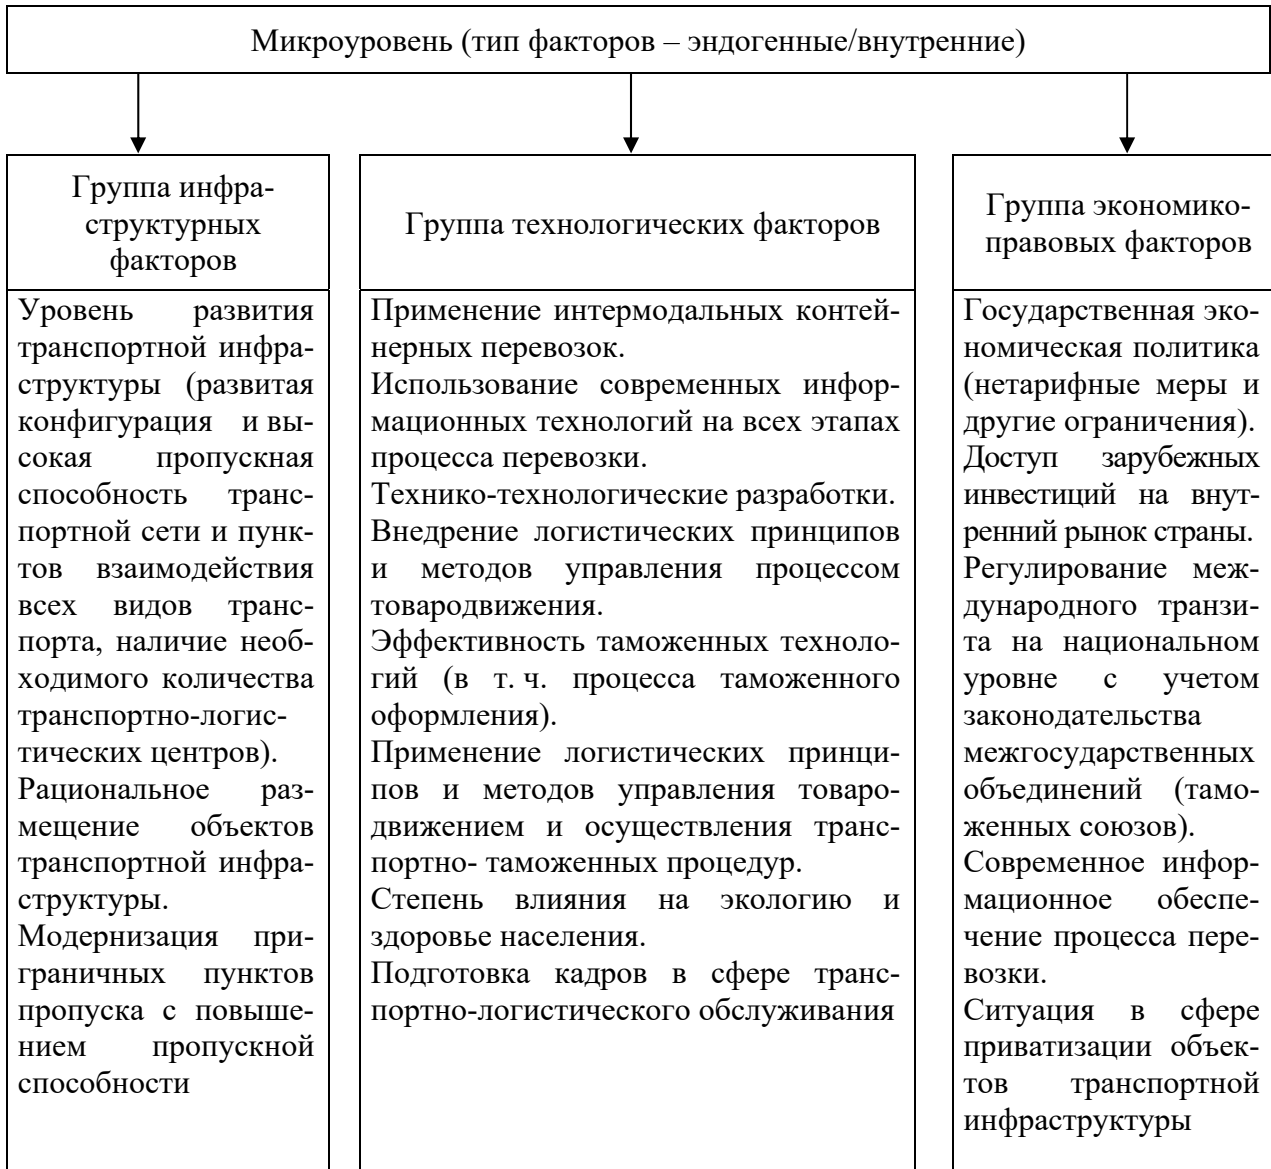 Микроуровень (тип факторов – эндогенные/внутренние)
Группа инфра-
структурных
факторов
Уровень развития
транспортной инфра-
структуры (развитая
конфигурация и вы-
сокая пропускная
способность транс-
портной сети и пунк-
тов взаимодействия
всех видов транс-
порта, наличие необ-
ходимого количества
транспортно-логис-
тических центров).
Рациональное раз-
мещение объектов
транспортной инфра-
структуры.
Модернизация при-
граничных пунктов
пропуска с повыше-
нием пропускной
способности
Группа технологических факторов
Применение интермодальных контей-
нерных перевозок.
Использование современных инфор-
мационных технологий на всех этапах
процесса перевозки.
Технико-технологические разработки.
Внедрение логистических принципов
и методов управления процессом
товародвижения.
Эффективность таможенных техноло-
гий (в т. ч. процесса таможенного
оформления).
Применение логистических принци-
пов и методов управления товаро-
движением и осуществления транс-
портно- таможенных процедур.
Степень влияния на экологию и
здоровье населения.
Подготовка кадров в сфере транс-
портно-логистического обслуживания
Группа экономико-
правовых факторов
Государственная эко-
номическая политика
(нетарифные меры и
другие ограничения).
Доступ зарубежных
инвестиций на внут-
ренний рынок страны.
Регулирование меж-
дународного транзи-
та на национальном
уровне с учетом
законодательства
межгосударственных
объединений (тамо-
женных союзов).
Современное инфор-
мационное обеспе-
чение процесса пере-
возки.
Ситуация в сфере
приватизации объек-
тов транспортной
инфраструктуры